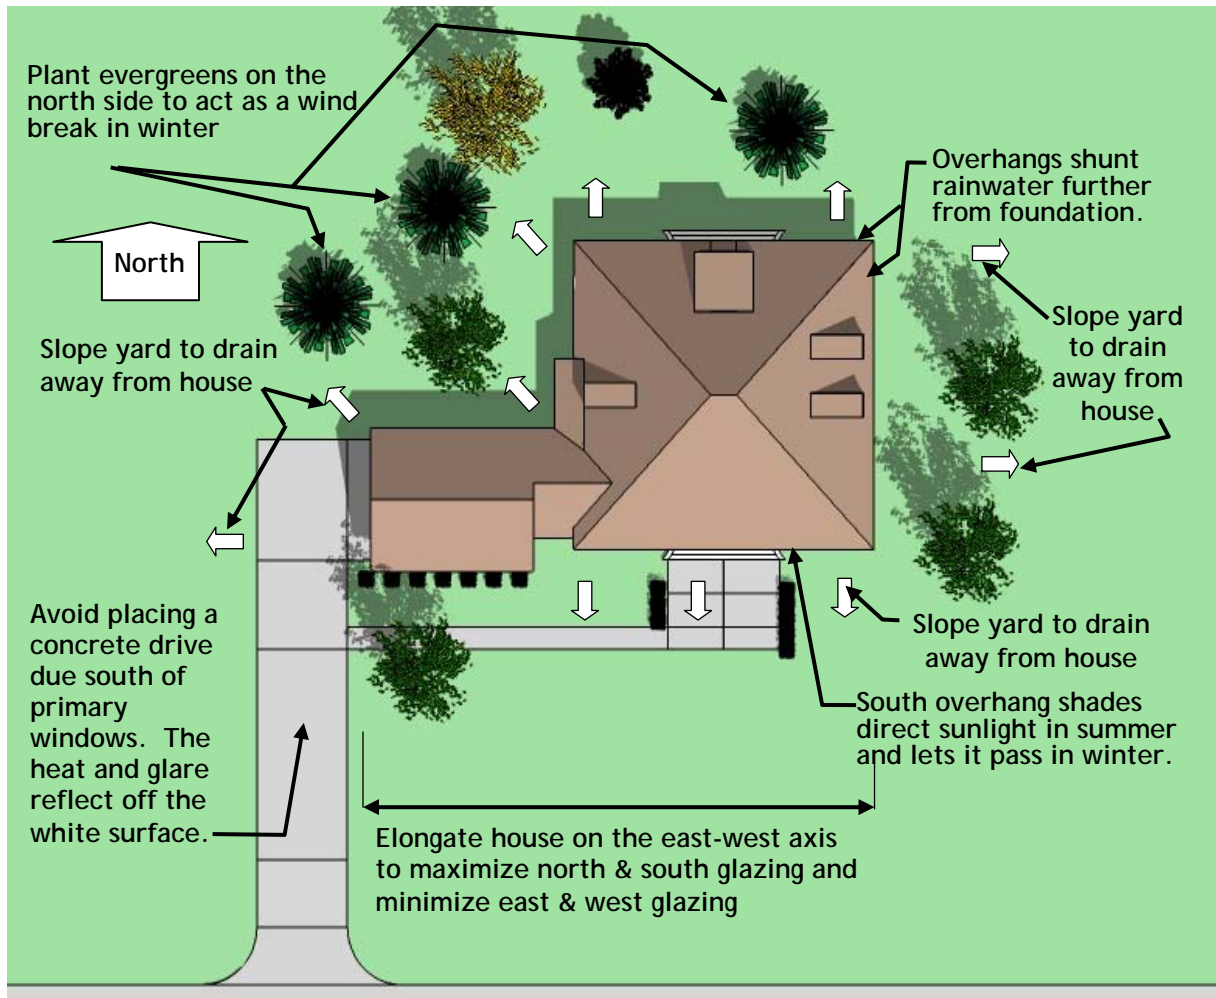 Plant evergreens on the
north side to act as a wind
break in winter
Overhangs shunt
rainwater further
from foundation.
North
Slope yard to drain
away from house
Slope yard
to drain
away from
house
Avoid placing a
concrete drive
due south of
primary
windows.  The
heat and glare
reflect off the
white surface.
Slope yard to drain
away from house
South overhang shades
direct sunlight in summer
and lets it pass in winter.
Elongate house on the east-west axis
to maximize north & south glazing and
minimize east & west glazing